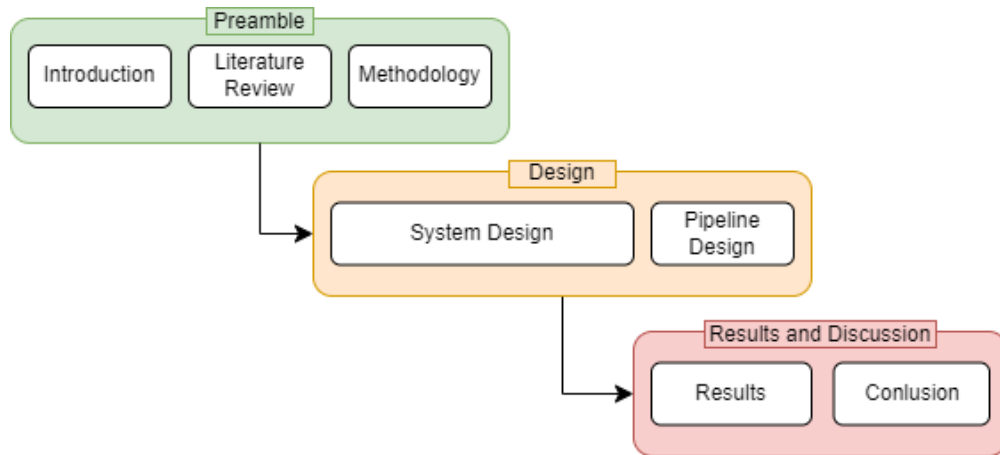 Preamble
Introduction
Literature
Review
Methodology
Design
System Design
Pipeline
Design
Results and Discussion
Results
Conlusion